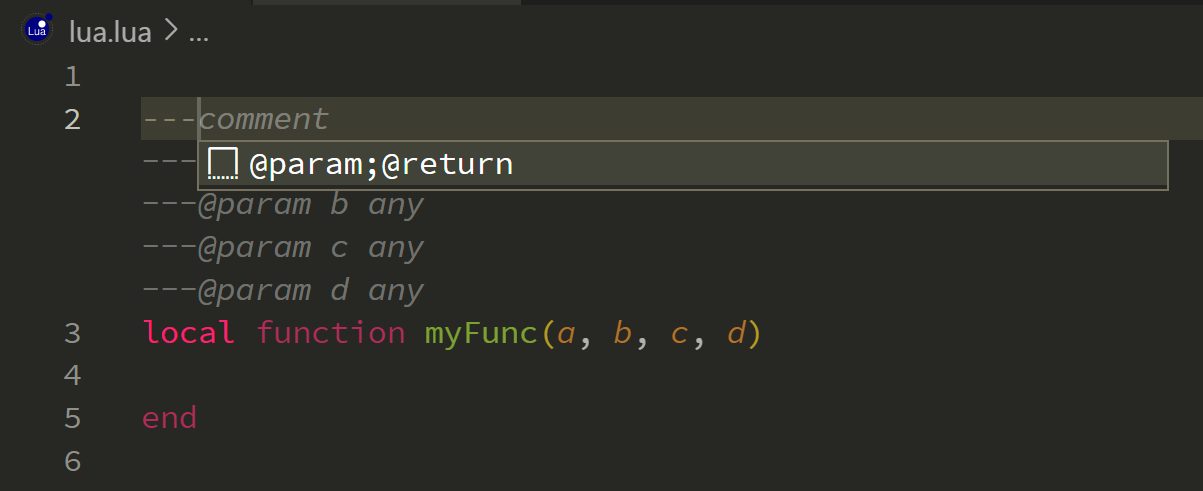 Lua lua.lua > ...
1
2 ---comment
--- @param;@return
---@param b any
---@param c any
---@param d any
3 local function myFunc(a, b, c, d)
4
5 end
6